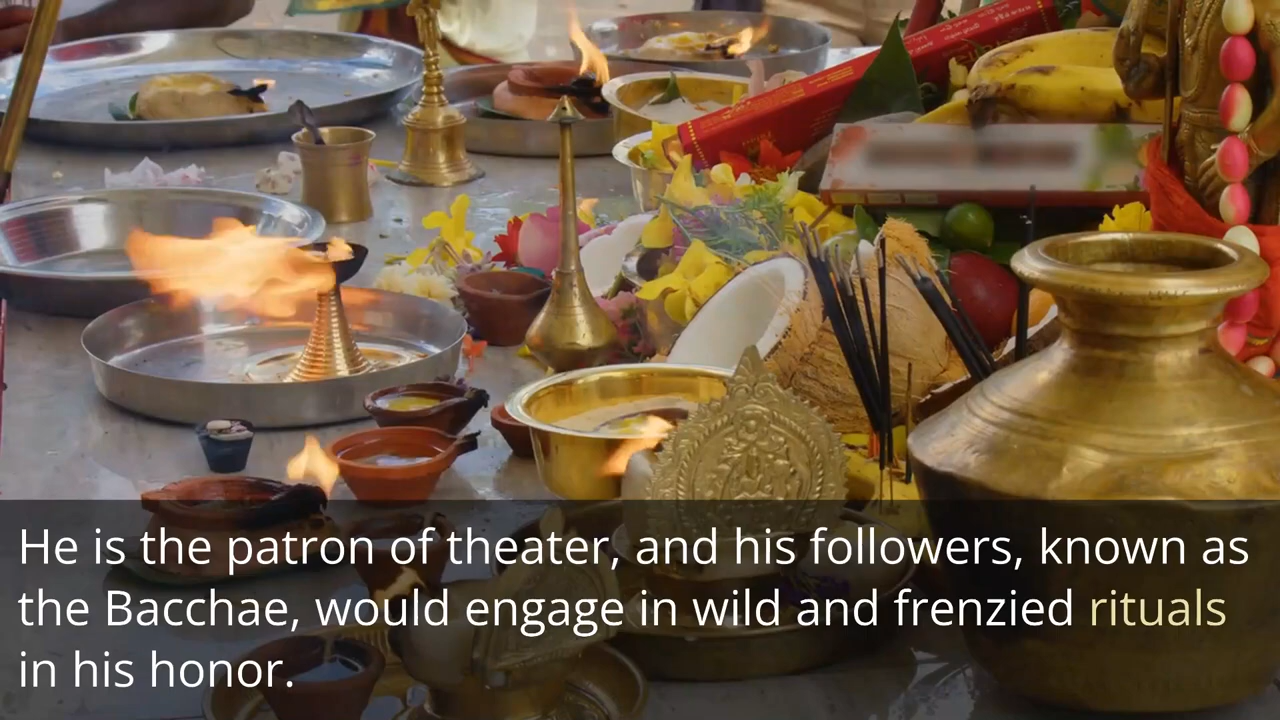 He is the patron of theater, and his followers, known as
the Bacchae, would engage in wild and frenzied rituals
in his honor.